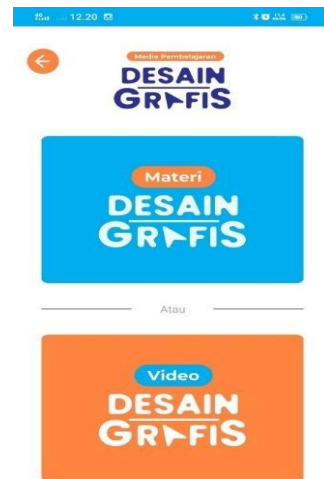 12.20
Media Pembelajaran
DESAIN
GRAFIS
Materi
DESAIN
GRAFIS
Atau
Video
DESAIN
GRAFIS